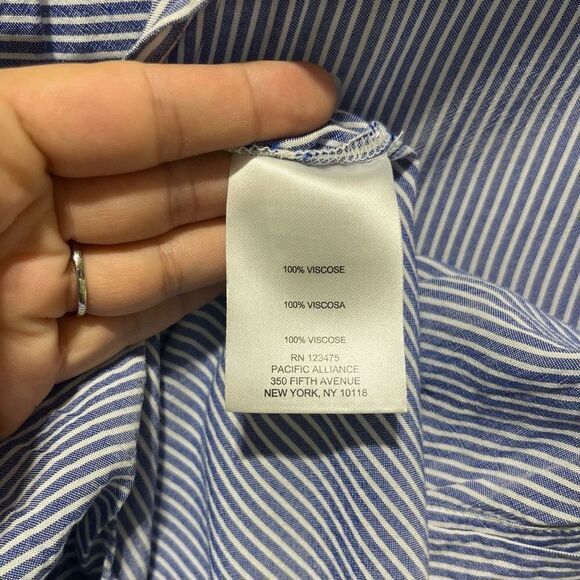 100% VISCOSE
100% VISCOSA
100% VISCOSE
RN 123475
PACIFIC ALLIANCE
350 FIFTH AVENUE
NEW YORK, NY 10118